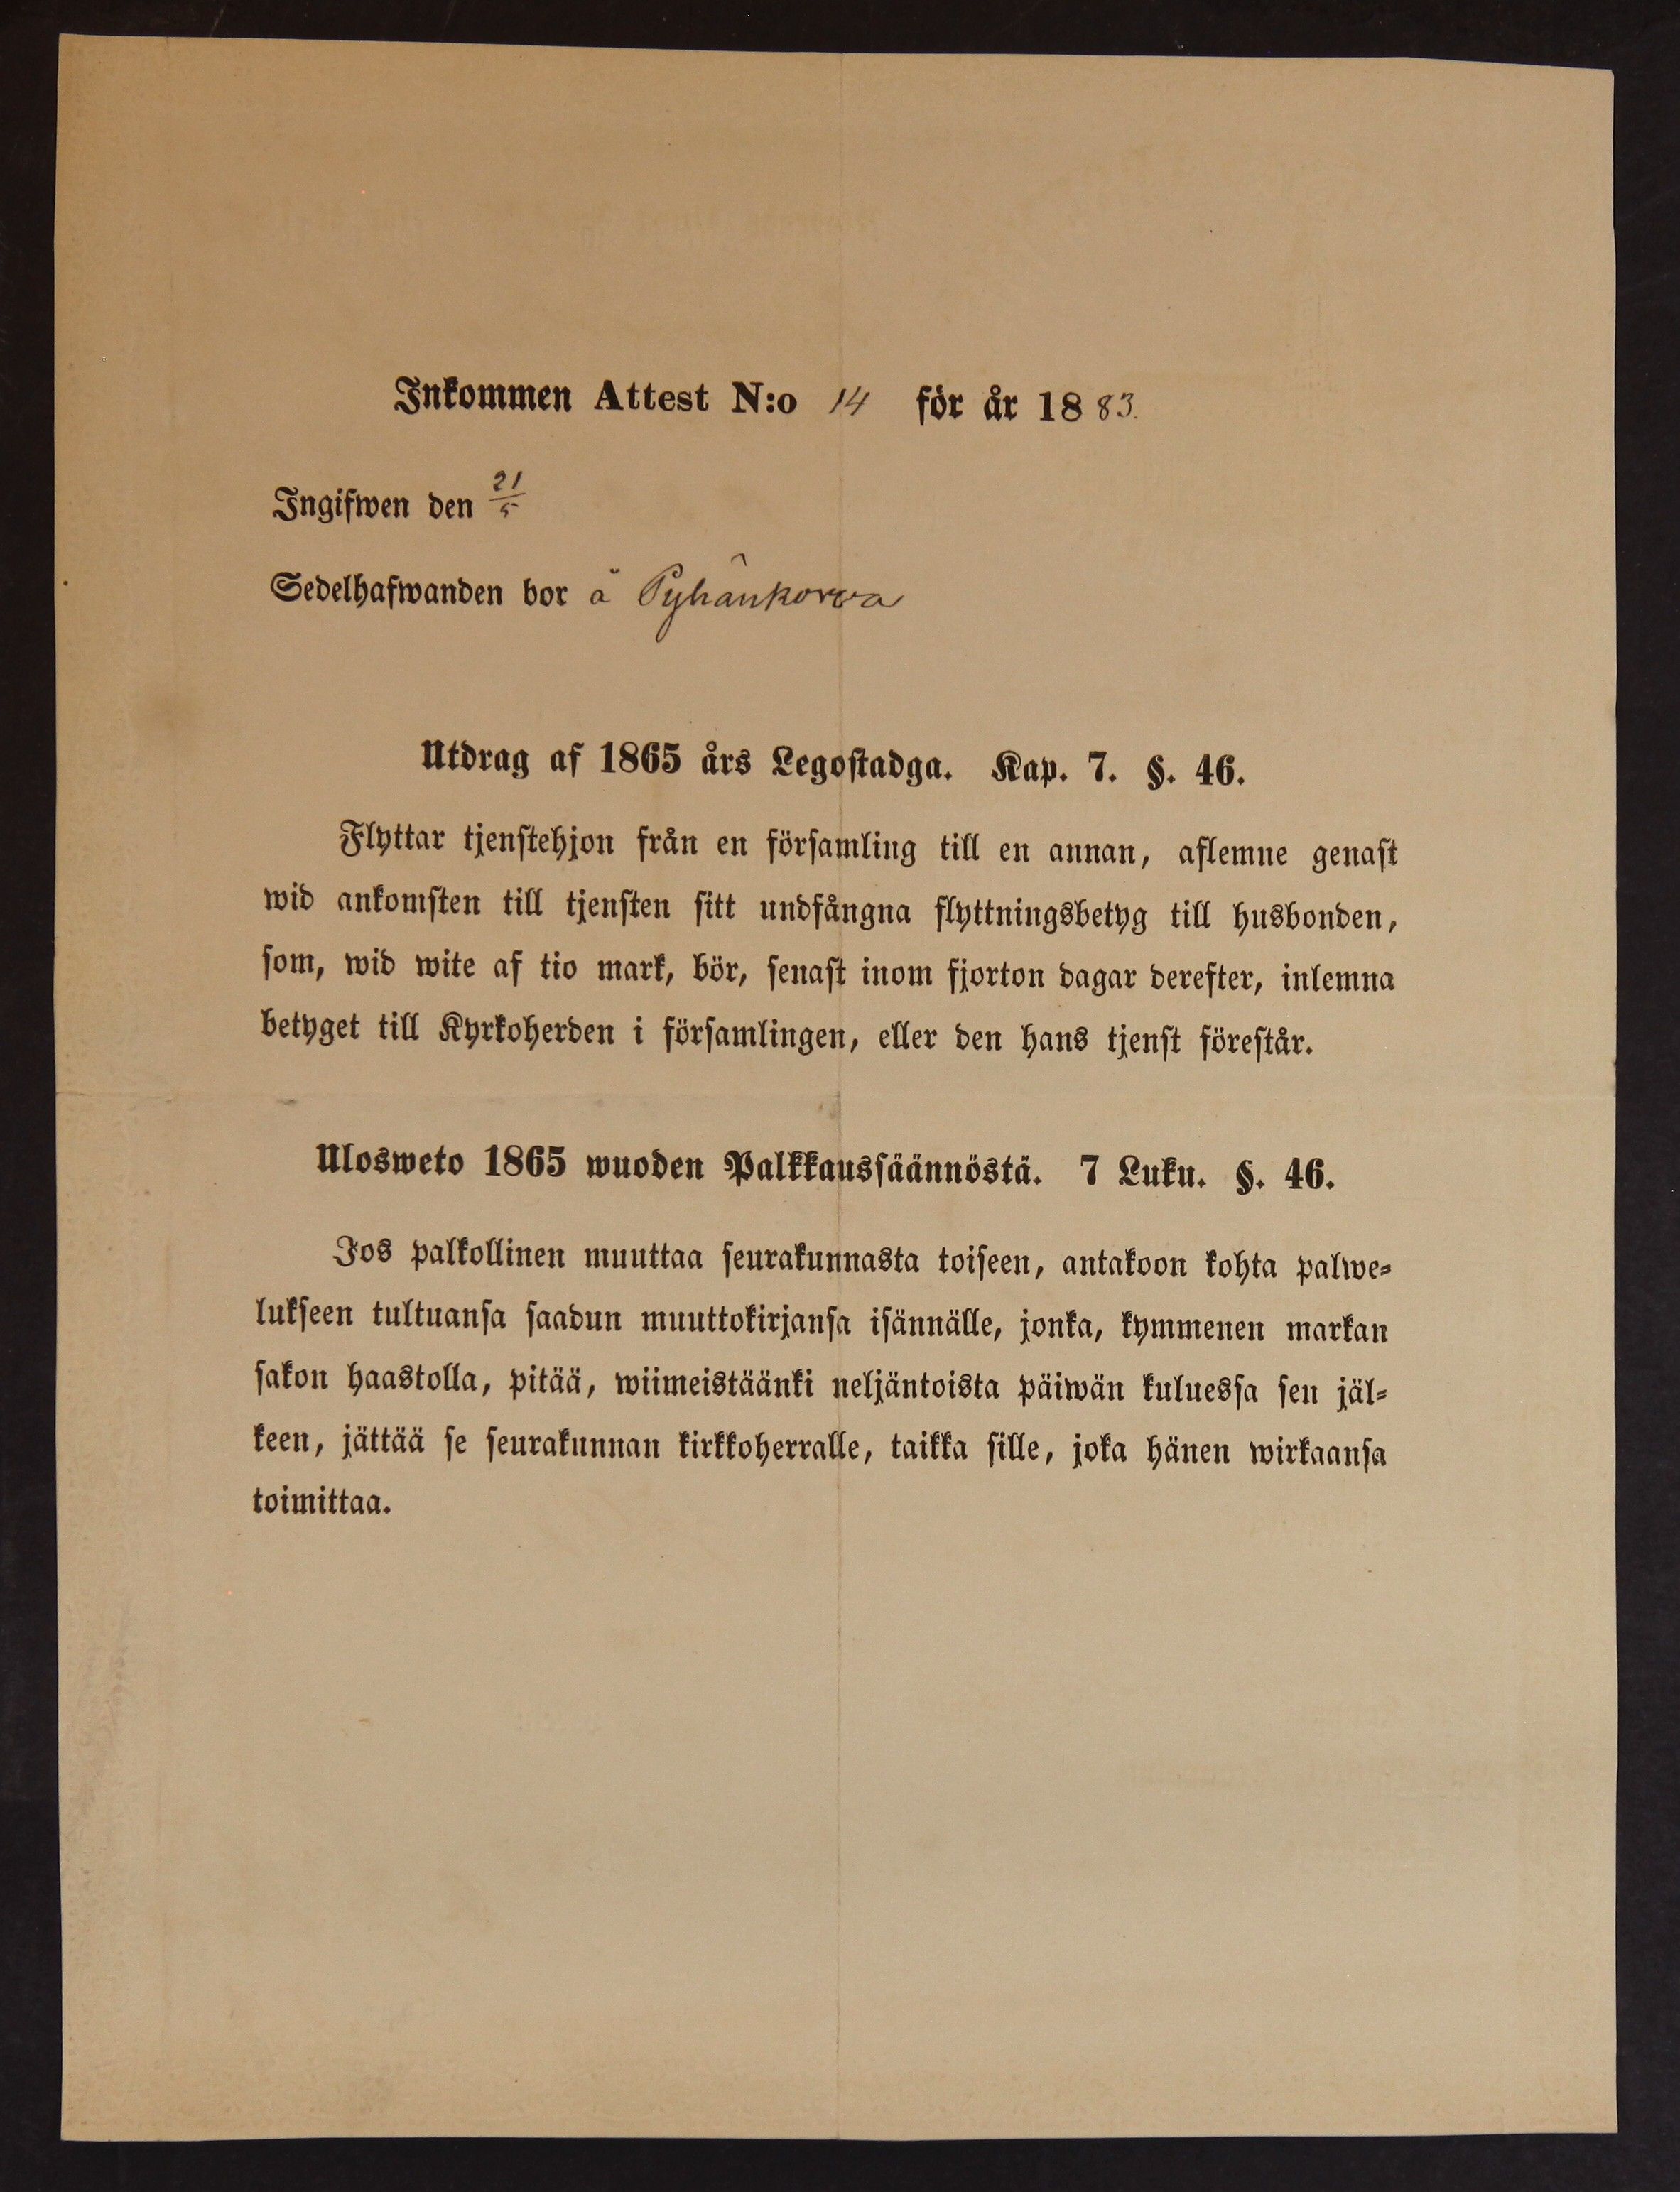 Inkommen Attest N:o 14 för år 1883.
Ingifwen den 21/5
Sedelhafwanden bor å Pyhänkorwa
Utdrag af 1865 års Legostadga. Kap. 7. §. 46.
Flyttar tjenstehjon från en församling till en annan, aflemne genast
wid ankomsten till tjensten sitt undfångna flyttningsbetyg till husbonden,
som, wid wite af tio mark, bör, senast inom fjorton dagar derefter, inlemna
betyget till Kyrkoherden i församlingen, eller den hans tjenst förestår.
Ulosweto 1865 wuoden Palkkaussäännöstä. 7 Luku. §. 46.
Jos palkollinen muuttaa seurakunnasta toiseen, antakoon kohta palwe-
lukseen tultuansa saadun muuttokirjansa isännälle, jonka, kymmenen markan
sakon haastolla, pitää, wiimeistäänki neljäntoista päiwän kuluessa sen jäl-
keen, jättää se seurakunnan kirkkoherralle, taikka sille, joka hänen wirkaansa
toimittaa.